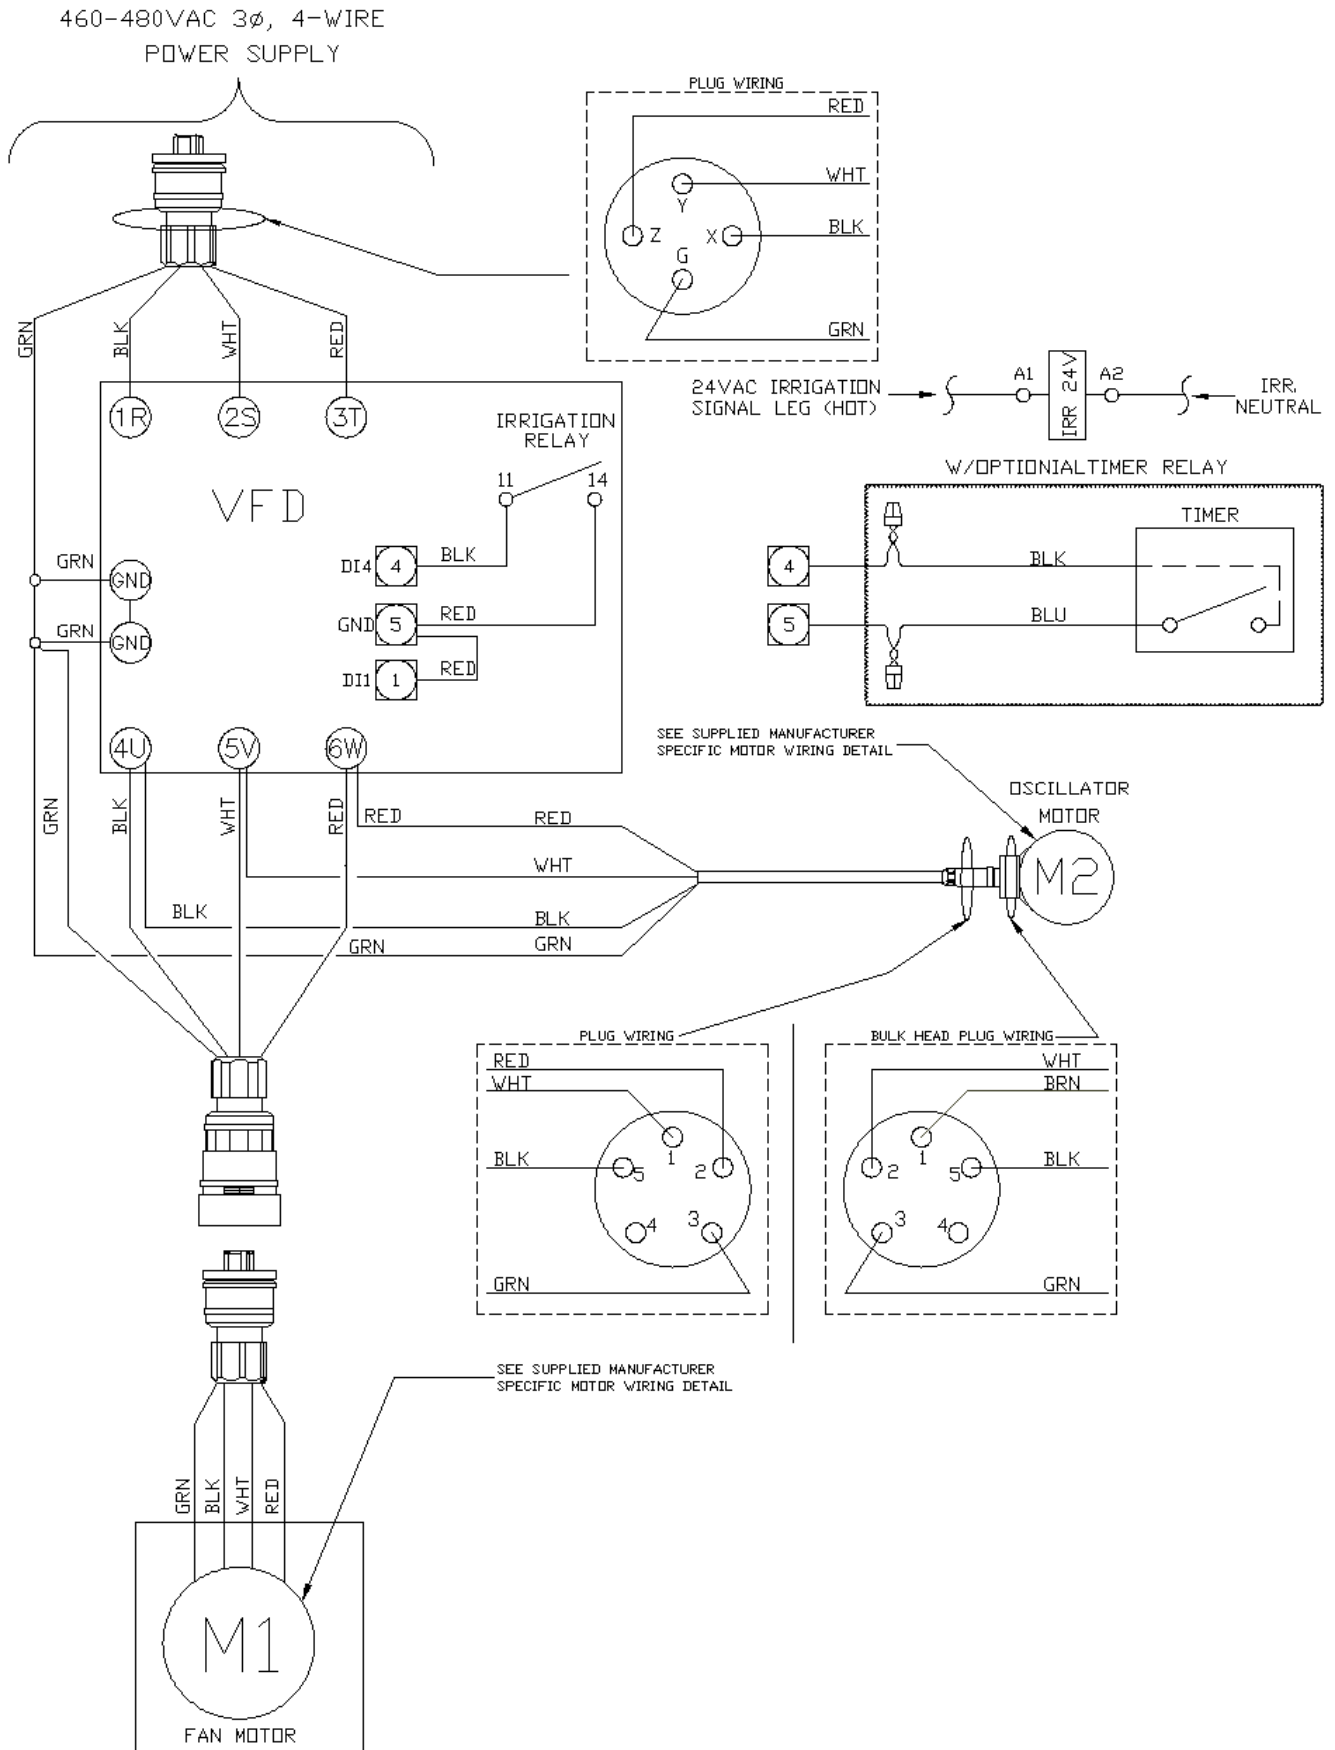 460-480VAC 3ø, 4-WIRE
POWER SUPPLY
PLUG WIRING
RED
WHT
Y
BLK
Z
X
G
GRN
GRN
BLK
WHT
RED
24VAC IRRIGATION
SIGNAL LEG (HOT)
A1
IRR 24V
A2
IRR.
NEUTRAL
1R
2S
3T
IRRIGATION
RELAY
11
14
VFD
W/OPTIONIALTIMER RELAY
TIMER
GRN
GND
DI4
4
BLK
4
BLK
GRN
GND
GND
5
RED
5
BLU
DI1
1
RED
4U
5V
6W
SEE SUPPLIED MANUFACTURER
SPECIFIC MOTOR WIRING DETAIL
OSCILLATOR
MOTOR
M2
GRN
BLK
WHT
RED
RED
RED
WHT
BLK
BLK
GRN
GRN
PLUG WIRING
RED
WHT
1
BLK
5
2
4
3
GRN
BULK HEAD PLUG WIRING
WHT
BRN
1
2
5
BLK
3
4
GRN
SEE SUPPLIED MANUFACTURER
SPECIFIC MOTOR WIRING DETAIL
GRN
BLK
WHT
RED
M1
FAN MOTOR